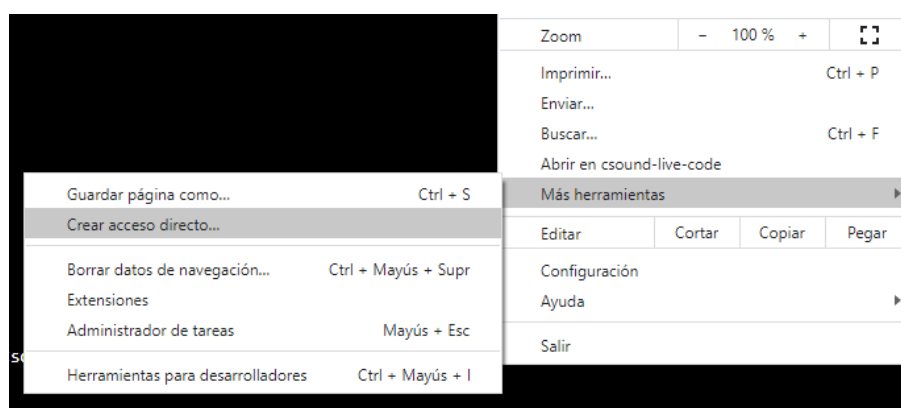 Zoom - 100 % +
Imprimir... Ctrl + P
Enviar...
Buscar... Ctrl + F
Abrir en csound-live-code
Más herramientas
Editar Cortar Copiar Pegar
Configuración
Ayuda
Salir
Guardar página como... Ctrl + S
Crear acceso directo...
Borrar datos de navegación... Ctrl + Mayús + Supr
Extensiones
Administrador de tareas Mayús + Esc
Herramientas para desarrolladores Ctrl + Mayús + I